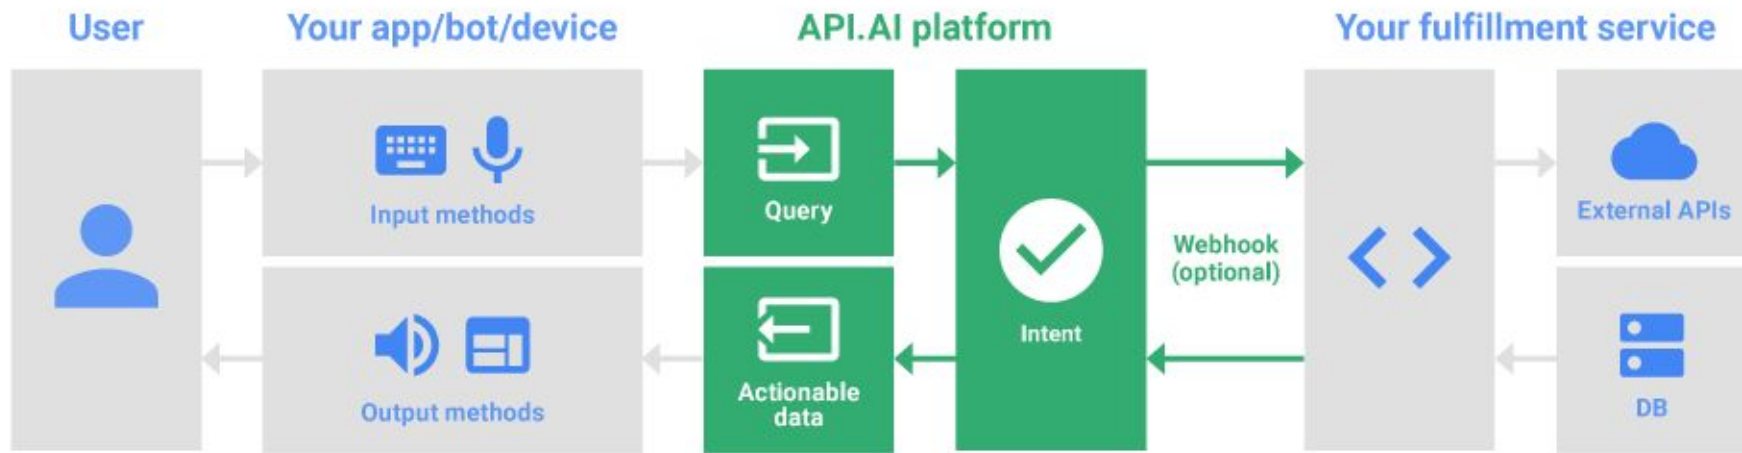 User
Your app/bot/device
API.AI platform
Your fulfillment service
Input methods
Query
External APIs
Webhook
(optional)
Intent
Output methods
Actionable
data
DB